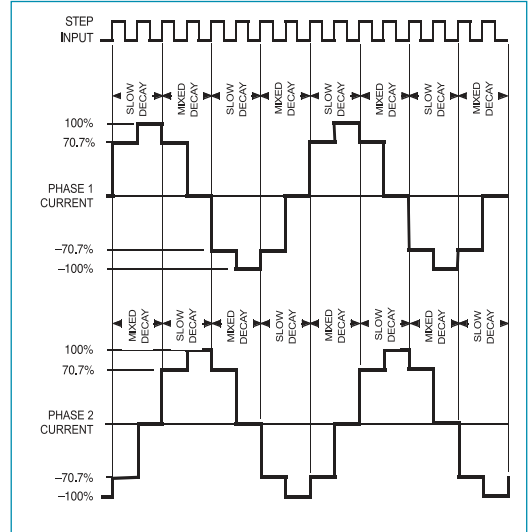 STEP
INPUT
SLOW
DECAY
MIXED
DECAY
SLOW
DECAY
MIXED
DECAY
SLOW
DECAY
MIXED
DECAY
SLOW
DECAY
MIXED
DECAY
100%
70.7%
PHASE 1
CURRENT
–70.7%
–100%
MIXED
DECAY
SLOW
DECAY
MIXED
DECAY
SLOW
DECAY
MIXED
DECAY
SLOW
DECAY
MIXED
DECAY
SLOW
DECAY
100%
70.7%
PHASE 2
CURRENT
–70.7%
–100%